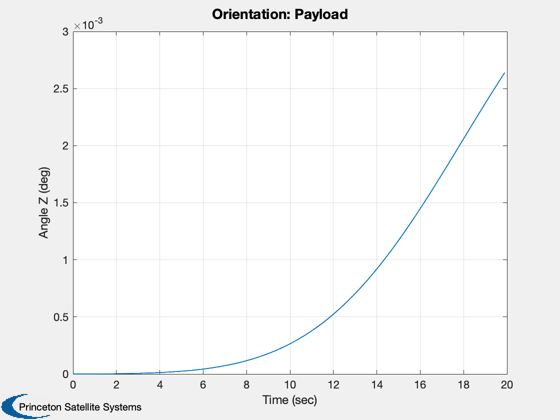 Orientation: Payload
×10⁻³
3
2.5
2
1.5
1
0.5
0
Angle Z (deg)
0 2 4 6 8 10 12 14 16 18 20
Time (sec)
Princeton Satellite Systems